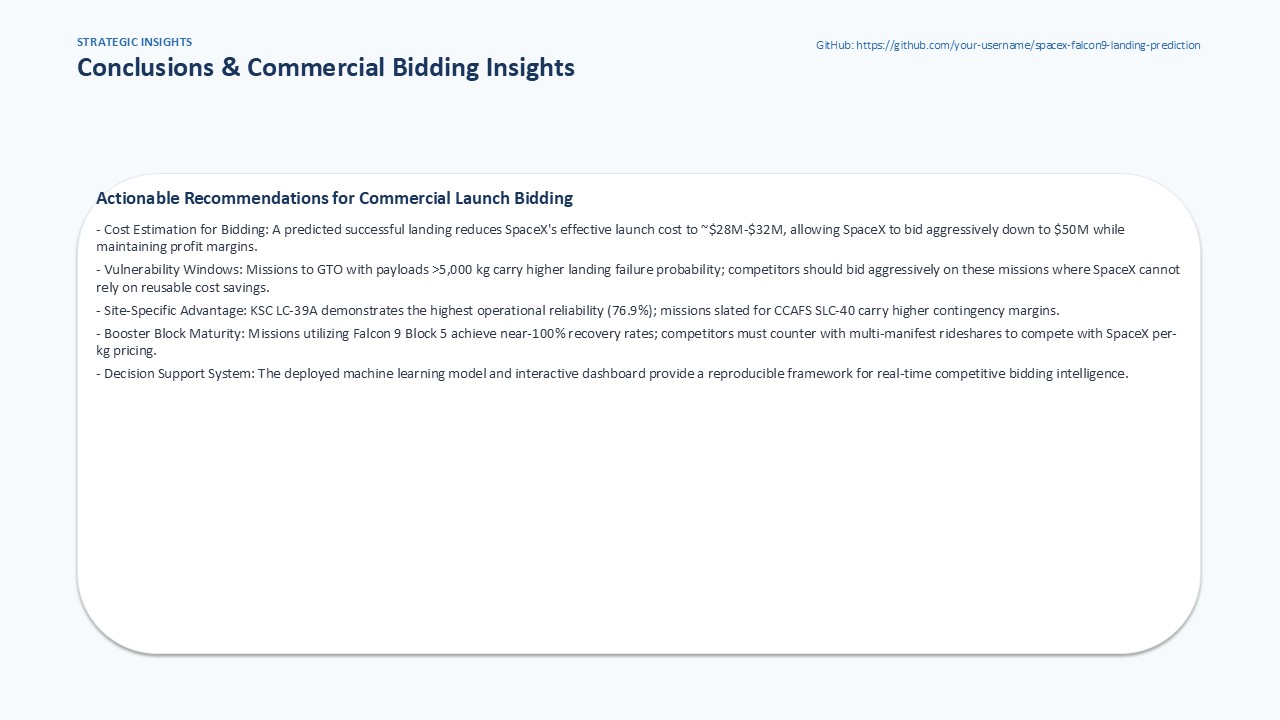 STRATEGIC INSIGHTS
GitHub: https://github.com/your-username/spacex-falcon9-landing-prediction
Conclusions & Commercial Bidding Insights
Actionable Recommendations for Commercial Launch Bidding
- Cost Estimation for Bidding: A predicted successful landing reduces SpaceX's effective launch cost to ~$28M-$32M, allowing SpaceX to bid aggressively down to $50M while
maintaining profit margins.
- Vulnerability Windows: Missions to GTO with payloads >5,000 kg carry higher landing failure probability; competitors should bid aggressively on these missions where SpaceX cannot
rely on reusable cost savings.
- Site-Specific Advantage: KSC LC-39A demonstrates the highest operational reliability (76.9%); missions slated for CCAFS SLC-40 carry higher contingency margins.
- Booster Block Maturity: Missions utilizing Falcon 9 Block 5 achieve near-100% recovery rates; competitors must counter with multi-manifest rideshares to compete with SpaceX per-
kg pricing.
- Decision Support System: The deployed machine learning model and interactive dashboard provide a reproducible framework for real-time competitive bidding intelligence.